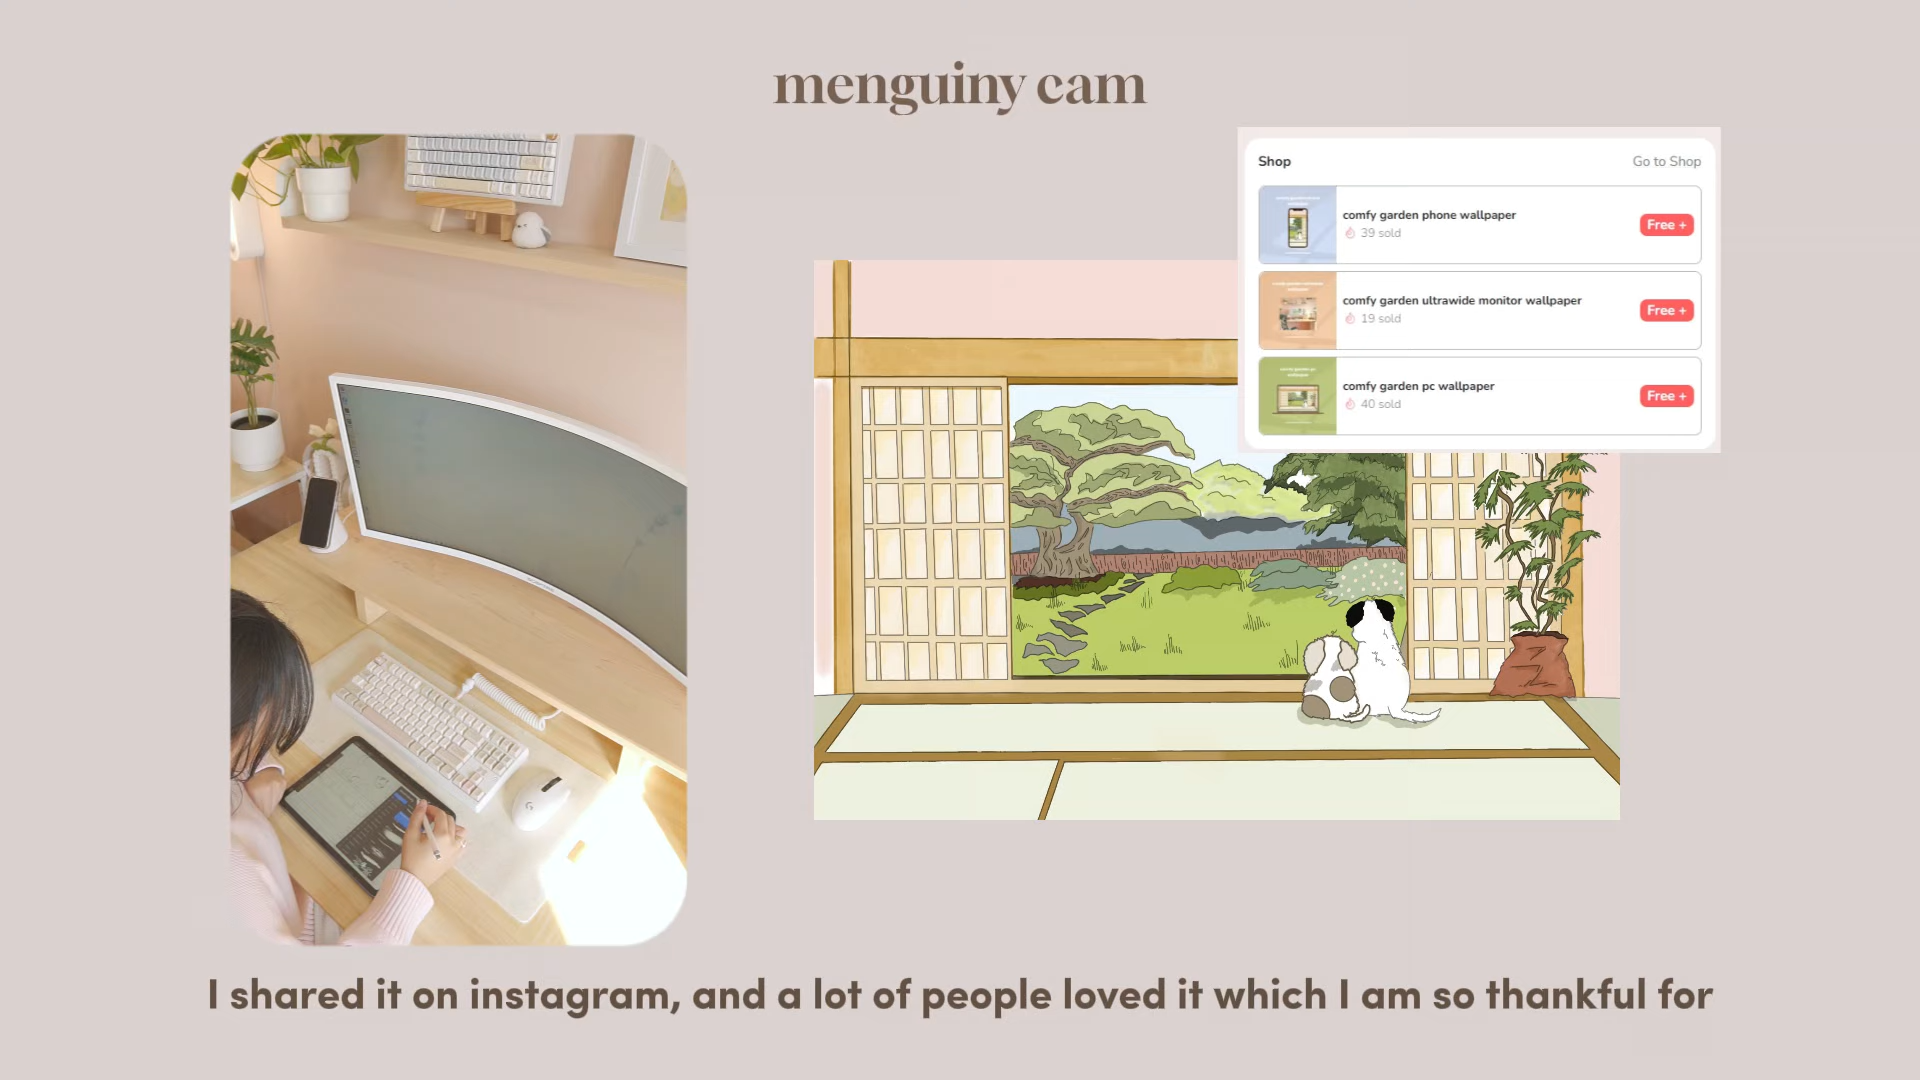 menguiny cam
Shop
Go to Shop
comfy garden phone wallpaper
39 sold
Free +
comfy garden ultrawide monitor wallpaper
19 sold
Free +
comfy garden pc wallpaper
40 sold
Free +
I shared it on instagram, and a lot of people loved it which I am so thankful for